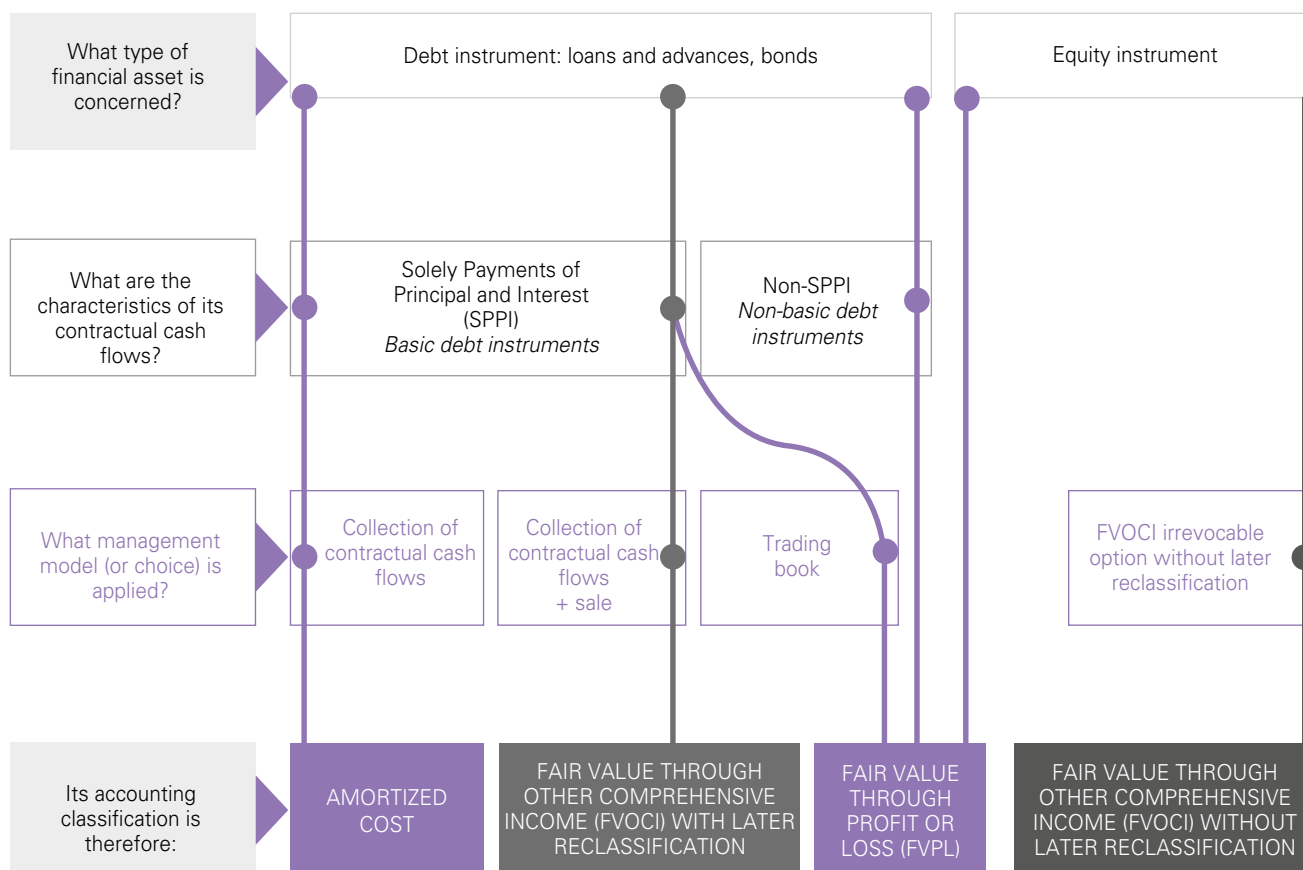 What type of
financial asset is
concerned?
Debt instrument: loans and advances, bonds
Equity instrument
What are the
characteristics of its
contractual cash
flows?
Solely Payments of
Principal and Interest
(SPPI)
Basic debt instruments
Non-SPPI
Non-basic debt
instruments
What management
model (or choice) is
applied?
Collection of
contractual cash
flows
Collection of
contractual cash
flows
+ sale
Trading
book
FVOCI irrevocable
option without later
reclassification
Its accounting
classification is
therefore:
AMORTIZED
COST
FAIR VALUE THROUGH
OTHER COMPREHENSIVE
INCOME (FVOCI) WITH LATER
RECLASSIFICATION
FAIR VALUE
THROUGH
PROFIT OR
LOSS (FVPL)
FAIR VALUE THROUGH
OTHER COMPREHENSIVE
INCOME (FVOCI) WITHOUT
LATER RECLASSIFICATION